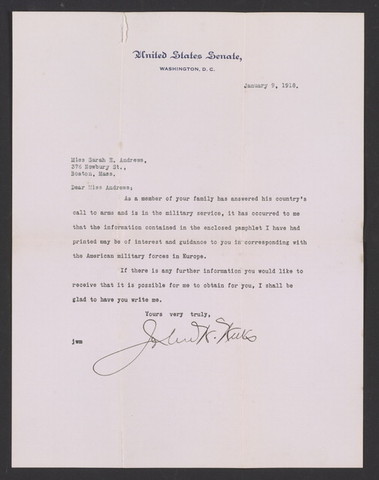 United States Senate,
WASHINGTON, D. C.
January 9, 1918.
Miss Sarah E. Andrews,
376 Newbury St.,
Boston, Mass.
Dear Miss Andrews;
As a member of your family has answered his country's
call to arms and is in the military service, it has occurred to me
that the information contained in the enclosed pamphlet I have had
printed may be of interest and guidance to you in corresponding with
the American military forces in Europe.
If there is any further information you would like to
receive that it is possible for me to obtain for you, I shall be
glad to have you write me.
Yours very truly,
John W. Weeks
jwm